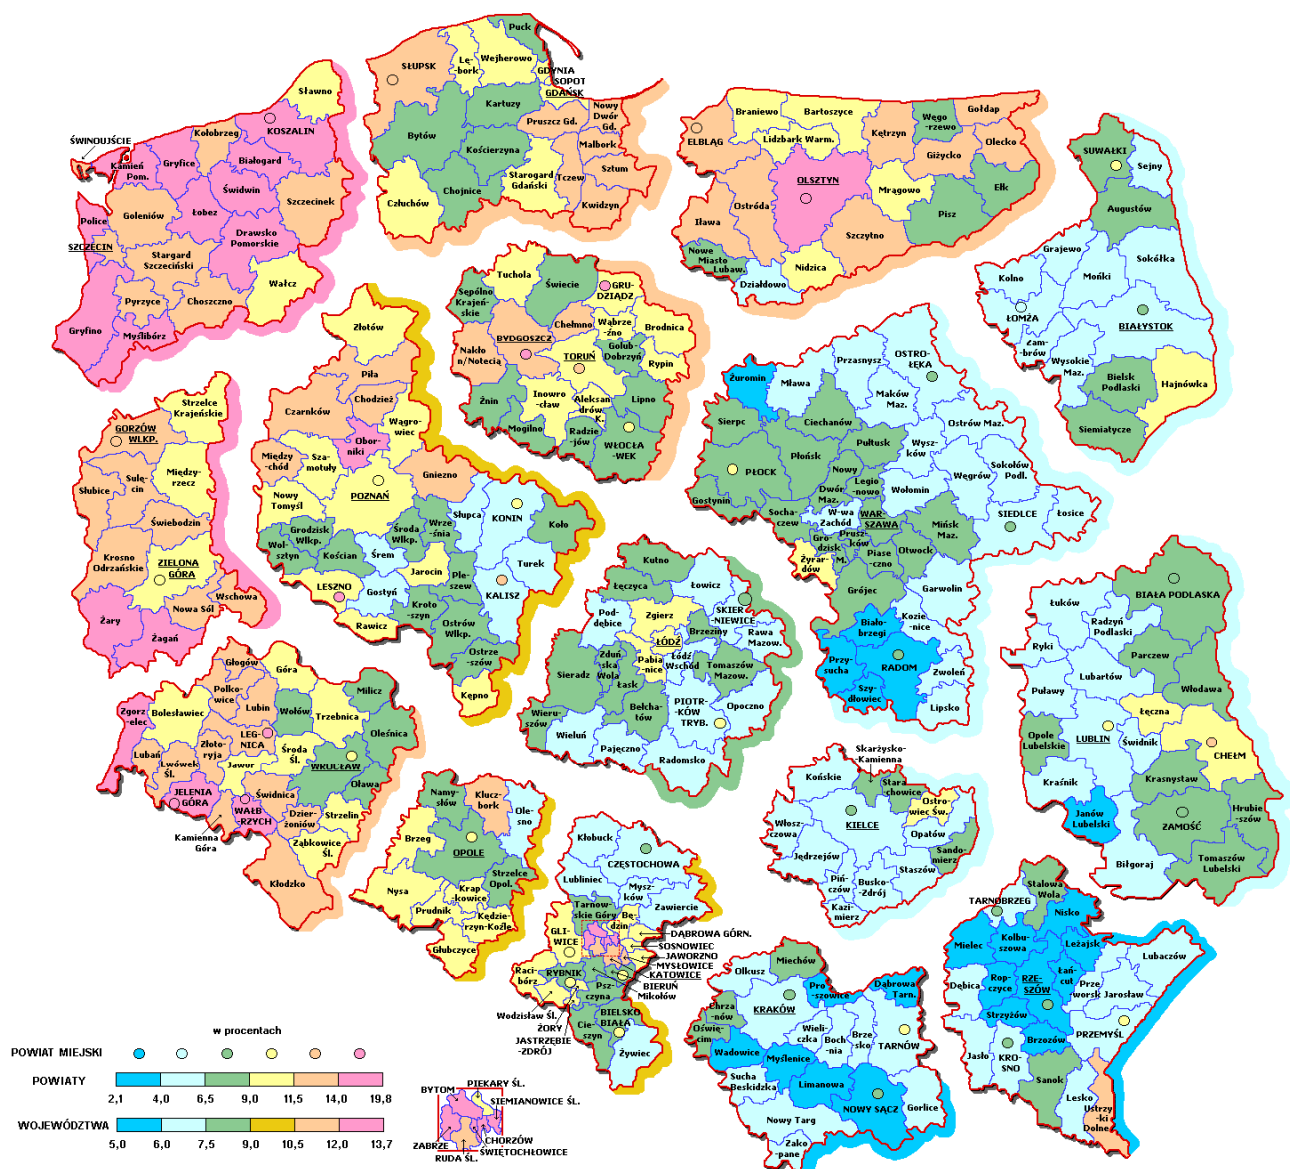 Puck
SŁUPSK
Lę-
-bork
Wejherowo
GDYNIA
SOPOT
GDAŃSK
Kartuzy
Bytów
Kościerzyna
Pruszcz Gd.
Nowy
Dwór
Gd.
Malbork
Sztum
Tczew
Starogard
Gdański
Chojnice
Człuchów
Kwidzyn
Sławno
KOSZALIN
Kołobrzeg
ŚWINOUJŚCIE
Kamień
Pom.
Gryfice
Białogard
Świdwin
Szczecinek
Police
Goleniów
Łobez
Drawsko
Pomorskie
SZCZECIN
Stargard
Szczeciński
Wałcz
Pyrzyce
Choszczno
Gryfino
Myślibórz
Braniewo
Bartoszyce
Węgo
-rzewo
Gołdap
ELBLĄG
Lidzbark Warm.
Kętrzyn
Olecko
Giżycko
OLSZTYN
Mrągowo
Ełk
Ostróda
Pisz
Iława
Szczytno
Nowe
Miasto
Lubaw.
Nidzica
Działdowo
SUWAŁKI
Sejny
Augustów
Grajewo
Sokółka
Kolno
Mońki
ŁOMŻA
BIAŁYSTOK
Zam-
-brów
Wysokie
Maz.
Bielsk
Podlaski
Hajnówka
Siemiatycze
Tuchola
Świecie
GRU-
DZIĄDZ
Sępólno
Krajeń-
skie
Chełmno
Wąbrze
-źno
Brodnica
BYDGOSZCZ
Nakło
n/Notecią
TORUŃ
Golub-
Dobrzyń
Rypin
Żnin
Inowro
-cław
Aleksan
drów
K.
Lipno
Mogilno
Radzie
-jów
WŁOCŁA
-WEK
Złotów
Piła
Chodzież
Czarnków
Wągro-
wiec
Obor-
niki
Między
-chód
Sza-
motuły
Gniezno
POZNAŃ
Nowy
Tomyśl
Słupca
KONIN
Koło
Wrze-
-śnia
Środa
Wlkp.
Grodzisk
Wlkp.
Wol-
sztyn
Kościan
Śrem
Turek
Jarocin
Ple-
szew
LESZNO
Gostyń
KALISZ
Kroto
-szyn
Rawicz
Ostrów
Wlkp.
Ostrze
-szów
Kępno
Strzelce
Krajeńskie
GORZÓW
WLKP.
Między-
rzecz
Sulę-
cin
Słubice
Świebodzin
Krosno
Odrzańskie
ZIELONA
GÓRA
Wschowa
Nowa Sól
Żary
Żagań
Żuromin
Mława
Przasnysz
OSTRO-
ŁĘKA
Maków
Maz.
Sierpc
Ciechanów
Ostrów Maz.
Pułtusk
Wysz-
ków
Płońsk
PŁOCK
Nowy
Dwór
Maz.
Legio
-nowo
Wołomin
Węgrów
Sokołów
Podl.
Gostynin
Socha-
czew
W-wa
Zachód
WAR-
SZAWA
SIEDLCE
Łosice
Mińsk
Maz.
Gro-
dzisk
M.
Prusz-
ków
Piase
-czno
Otwock
Żyrar-
dów
Grójec
Garwolin
Biało-
brzegi
Kozie
-nice
Przy-
sucha
RADOM
Zwoleń
Szy-
dłowiec
Lipsko
Kutno
Łęczyca
Łowicz
Pod-
dębice
Zgierz
SKIER
NIEWICE
Brzeziny
Rawa
Mazow.
ŁÓDŹ
Zduń
ska
Wola
Pabia
-nice
Łódź
Wschód
Tomaszów
Mazow.
Sieradz
Łask
Bełcha-
tów
PIOTR-
KÓW
TRYB.
Opoczno
Wieru-
szów
Wieluń
Pajęczno
Radomsko
BIAŁA PODLASKA
Łuków
Radzyń
Podlaski
Ryki
Parczew
Lubartów
Włodawa
Puławy
Łęczna
LUBLIN
Świdnik
CHEŁM
Opole
Lubelskie
Kraśnik
Krasnystaw
Janów
Lubelski
ZAMOŚĆ
Hrubie
-szów
Biłgoraj
Tomaszów
Lubelski
Głogów
Góra
Polko-
wice
Milicz
Zgorz
-elec
Bolesławiec
Lubin
Wołów
Trzebnica
Oleśnica
LEG-
NICA
Lubań
Złoto-
ryja
Środa
Śl.
Lwówek
Śl.
Jawor
WROCŁAW
Oława
JELENIA
GÓRA
Świdnica
WAŁB
-RZYCH
Strzelin
Dzier-
żoniów
Kamienna
Góra
Ząbkowice
Śl.
Kłodzko
Namy-
słów
Klucz-
bork
Ole-
sno
Brzeg
OPOLE
Strzelce
Opol.
Nysa
Krap
-kowice
Prudnik
Kędzie-
rzyn-Koźle
Głubczyce
Skarżysko-
Kamienna
Końskie
Stara
chowice
Ostro-
wiec Św.
KIELCE
Włosz-
czowa
Opatów
Jędrzejów
Sando-
mierz
Staszów
Piń-
czów
Busko-
-Zdrój
Kazi-
mierz
Kłobuck
CZĘSTOCHOWA
Lubliniec
Mysz-
ków
Zawiercie
Tarnow-
skie Góry
Bę-
dzin
DĄBROWA GÓRN.
GLI-
WICE
SOSNOWIEC
JAWORZNO
MYSŁOWICE
KATOWICE
BIERUŃ
Mikołów
Raci-
bórz
RYBNIK
Psz-
czyna
Wodzisław Śl.
ŻORY
JASTRZĘBIE
-ZDRÓJ
Cie-
szyn
BIELSKO
BIAŁA
Żywiec
Stalowa
Wola
TARNOBRZEG
Nisko
Mielec
Kolbu-
szowa
Leżajsk
Lubaczów
Dębica
Rop-
czyce
RZE-
SZÓW
Łań-
cut
Prze
worsk
Jarosław
Strzyżów
PRZEMYŚL
Jasło
KRO-
SNO
Brzozów
Sanok
Lesko
Ustrzy
-ki
Dolne
Miechów
Olkusz
Pro-
szowice
Dąbrowa
Tarn.
Chrza
-nów
KRAKÓW
Oświę-
cim
Wieli-
czka
Boch-
nia
Brze-
sko
TARNÓW
Wadowice
Myślenice
Sucha
Beskidzka
Limanowa
NOWY SĄCZ
Gorlice
Nowy Targ
Zako-
-pane
w procentach
POWIAT MIEJSKI
POWIATY
2,1 4,0 6,5 9,0 11,0 14,0 19,8
WOJEWÓDZTWA
5,0 6,0 7,5 9,0 10,5 12,0 13,7
BYTOM
PIEKARY ŚL.
SIEMIANOWICE ŚL.
ZABRZE
CHORZÓW
ŚWIĘTOCHŁOWICE
RUDA ŚL.